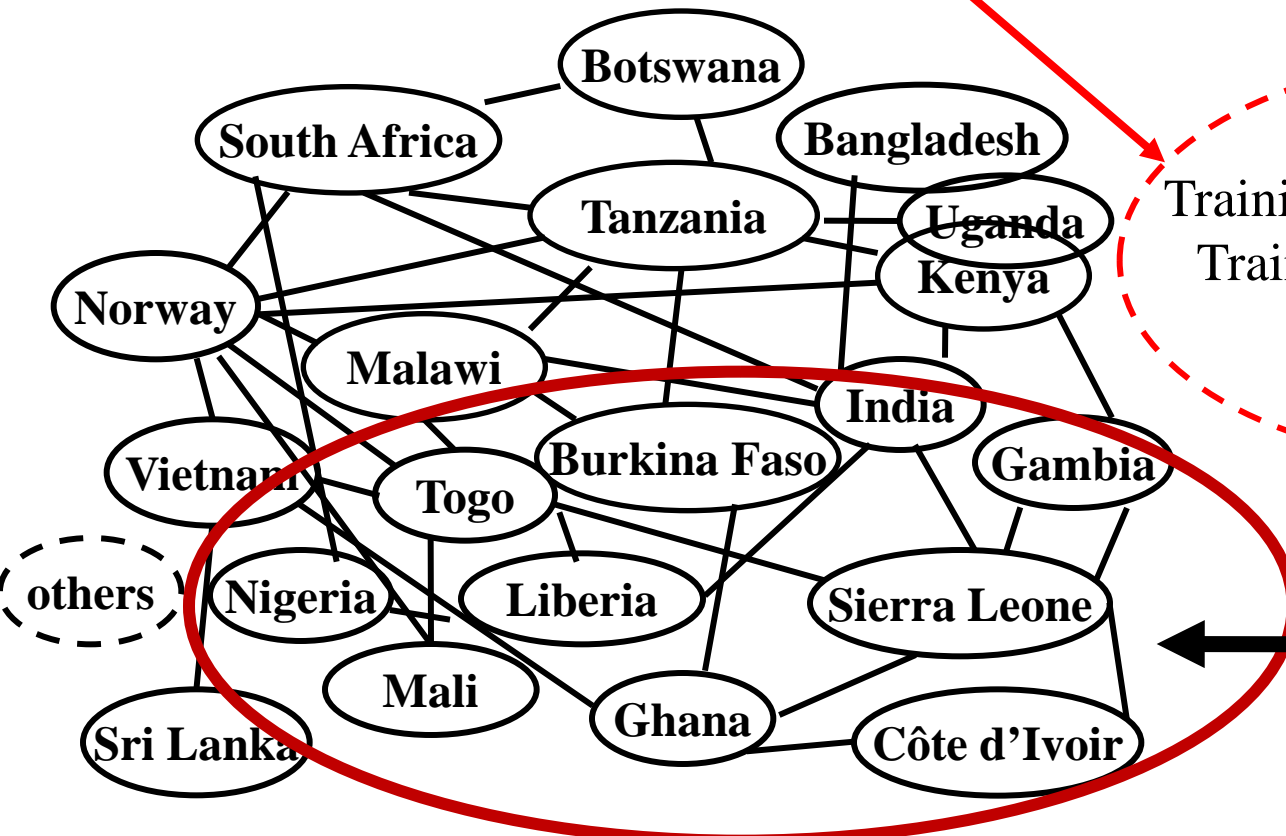 Botswana
South Africa
Bangladesh
Tanzania
Uganda
Kenya
Norway
Malawi
India
Vietnam
Togo
Burkina Faso
Gambia
others
Nigeria
Liberia
Sierra Leone
Mali
Ghana
Sri Lanka
Côte d’Ivoir